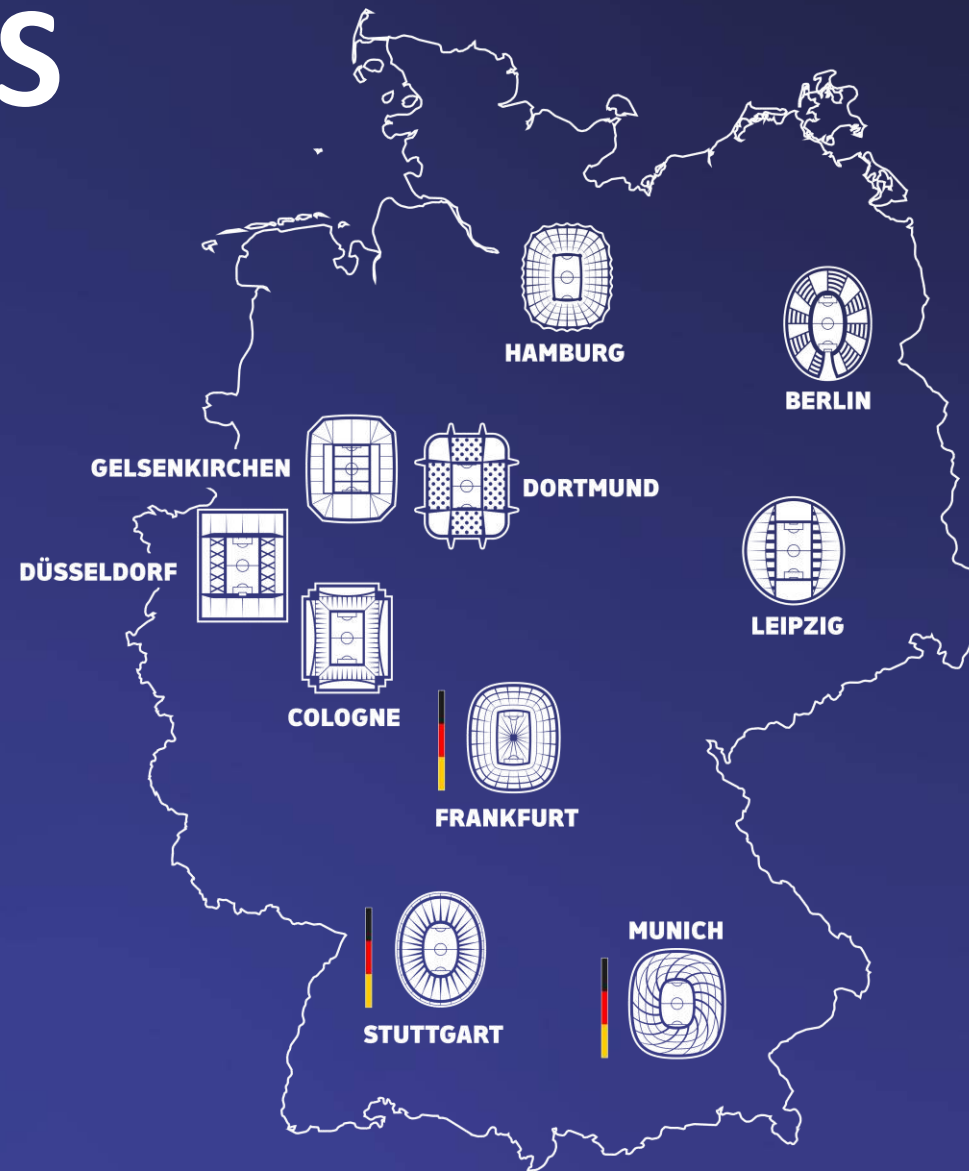 S
HAMBURG
BERLIN
GELSENKIRCHEN
DORTMUND
DÜSSELDORF
LEIPZIG
COLOGNE
FRANKFURT
MUNICH
STUTTGART